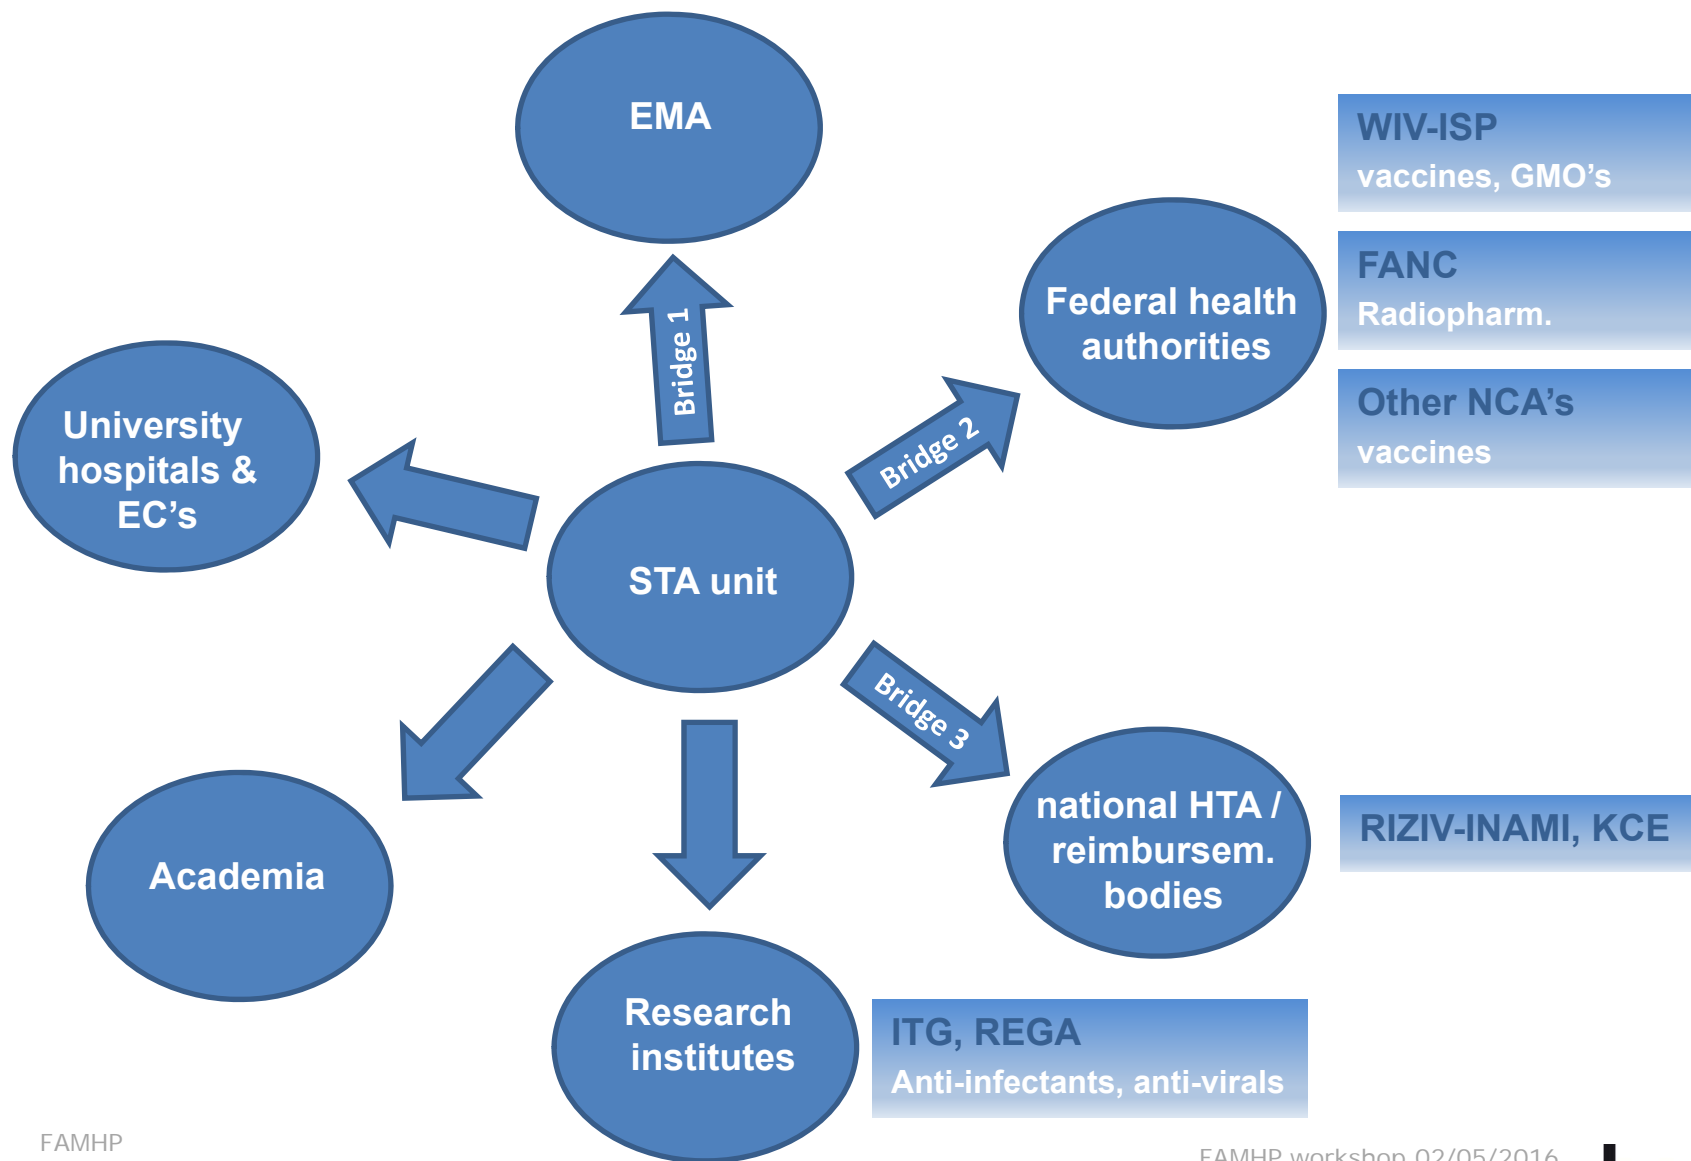 EMA
WIV-ISP
vaccines, GMO's
FANC
Radiopharm.
Other NCA's
vaccines
Federal health
authorities
Bridge 1
Bridge 2
University
hospitals &
EC's
STA unit
Bridge 3
national HTA /
reimbursem.
bodies
RIZIV-INAMI, KCE
Academia
Research
institutes
ITG, REGA
Anti-infectants, anti-virals
FAMHP
FAMHP workshop 02/05/2016